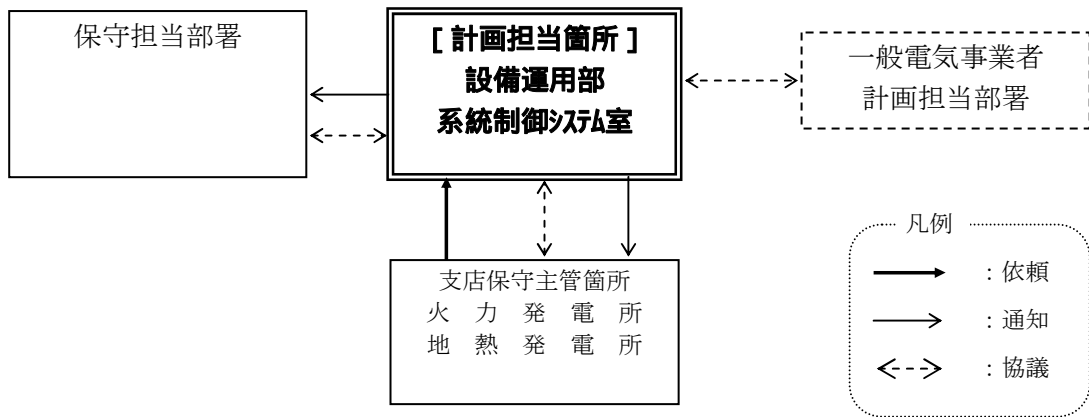 保守担当部署
[ 計画担当箇所 ]
設備運用部
系統制御ｼｽﾃﾑ室
一般電気事業者
計画担当部署
支店保守主管箇所
火 力 発 電 所
地 熱 発 電 所
凡例
：依頼
：通知
：協議